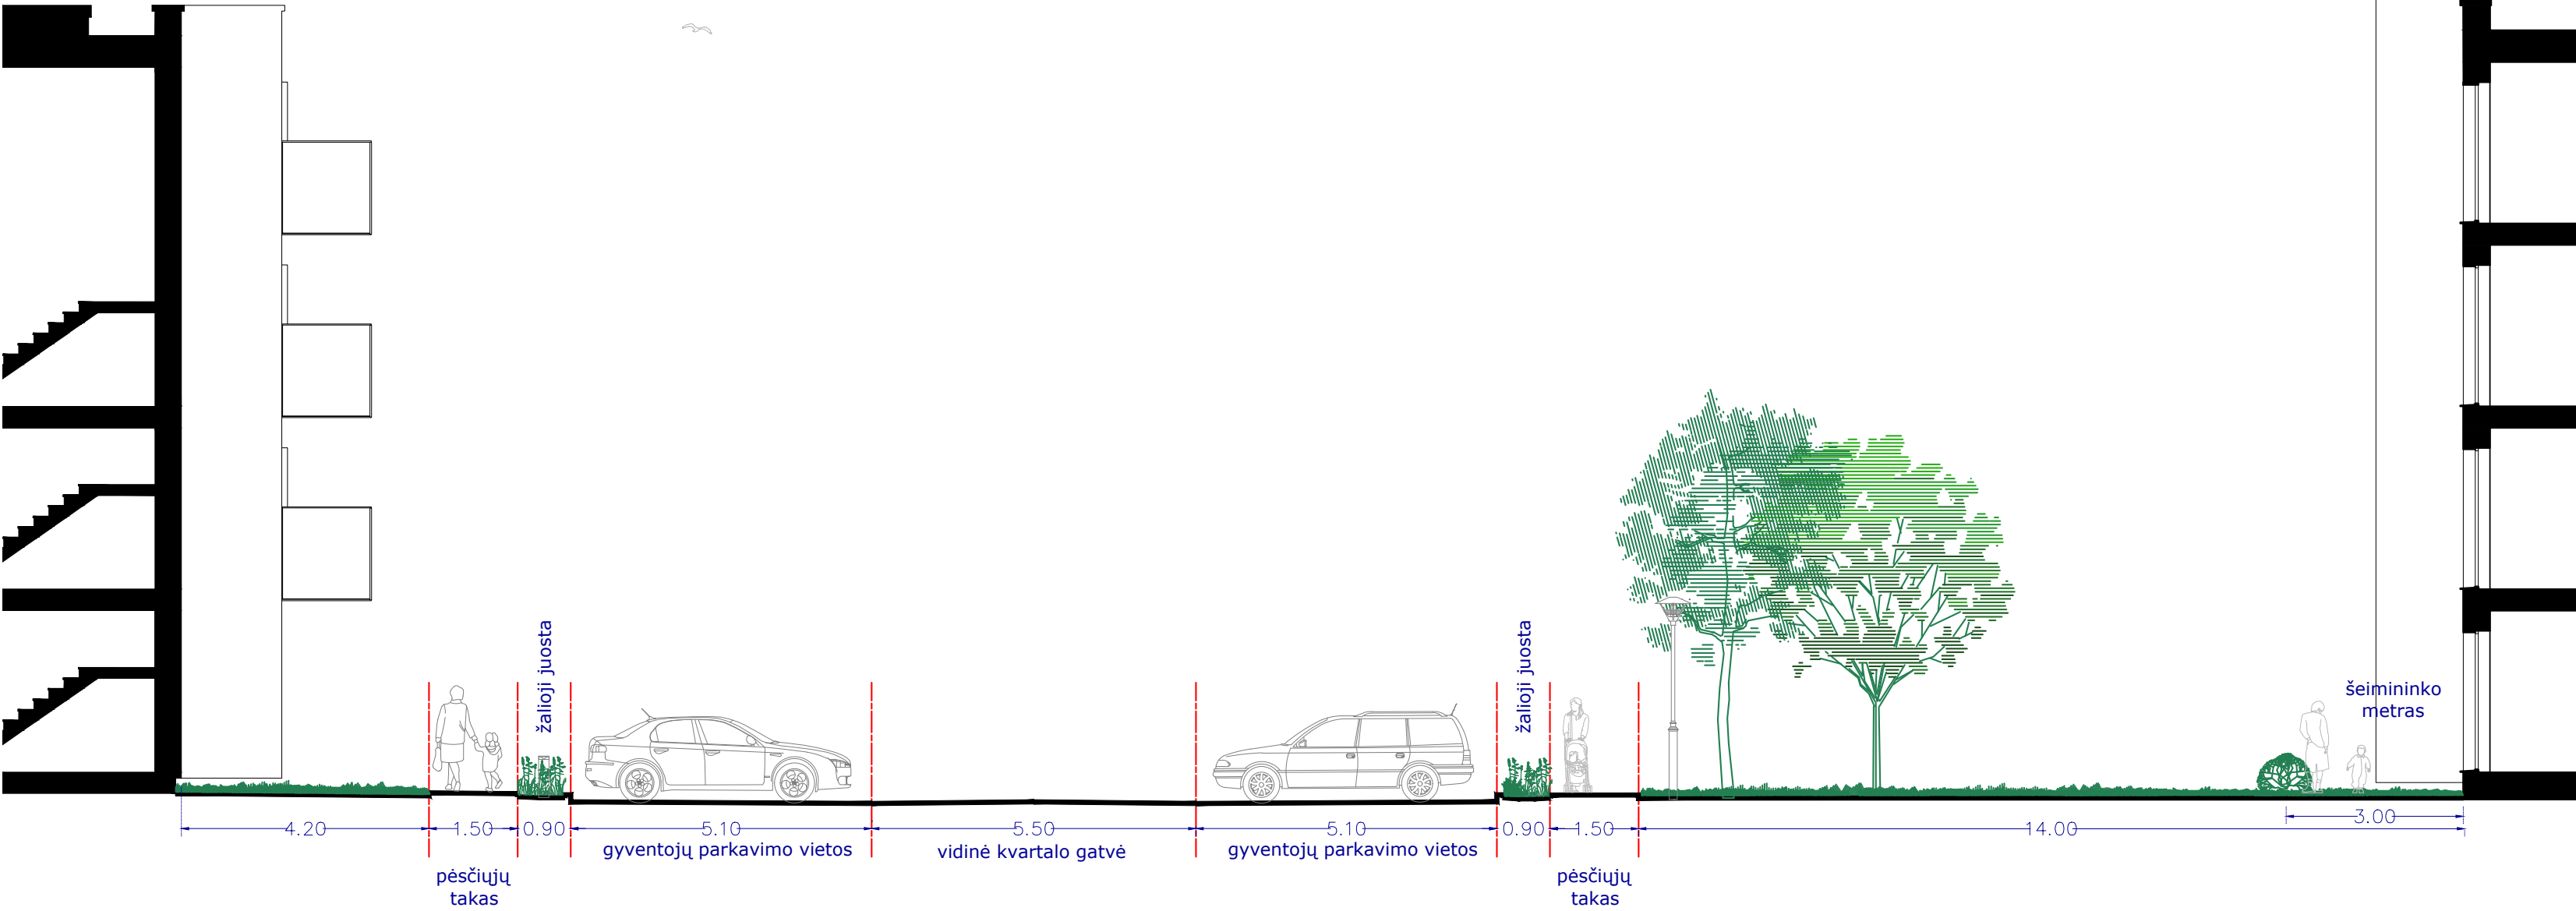 žalioji juosta
žalioji juosta
šeimininko
metras
4.20
1.50
0.90
5.10
5.50
5.10
0.90
1.50
14.00
3.00
gyventojų parkavimo vietos
vidinė kvartalo gatvė
gyventojų parkavimo vietos
pėsčiųjų
takas
pėsčiųjų
takas